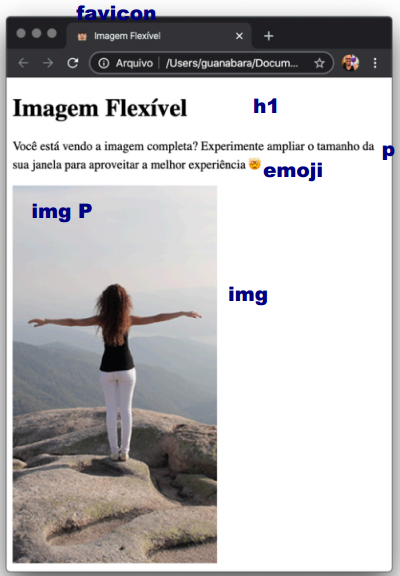 favicon
Imagem Flexível
Arquivo | /Users/guanabara/Docum...
Imagem Flexível h1
Você está vendo a imagem completa? Experimente ampliar o tamanho da p
sua janela para aproveitar a melhor experiência 🤯 emoji
img P
img